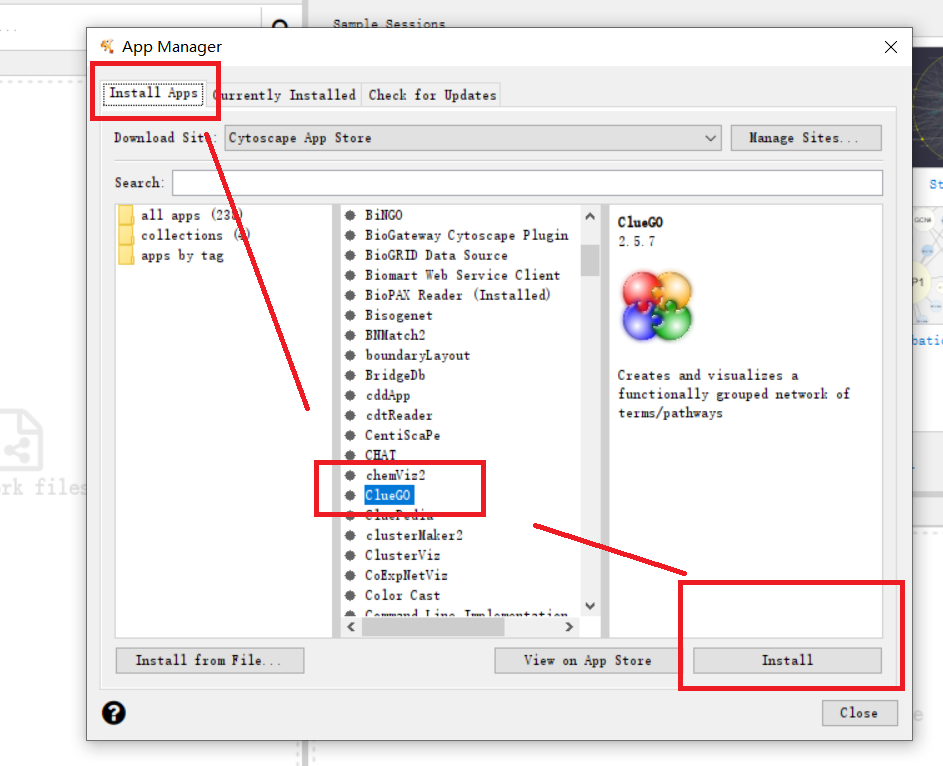 Sample Sessions
App Manager
Install Apps
Currently Installed
Check for Updates
Download Site:
Cytoscape App Store
Manage Sites...
Search:
all apps
collections
apps by tag
BiNGO
BioGateway Cytoscape Plugin
BioGRID Data Source
Biomart Web Service Client
BioPAX Reader (Installed)
Bisogenet
BNMatch2
boundaryLayout
BridgeDb
cddApp
cdtReader
CentiScaPe
CHAT
chemViz2
ClueGO
CluePedia
clusterMaker2
ClusterViz
CoExpNetViz
Color Cast
Command Line Implementation
ClueGO
2.5.7
Creates and visualizes a
functionally grouped network of
terms/pathways
Install from File...
View on App Store
Install
Close
rk files
St
P1